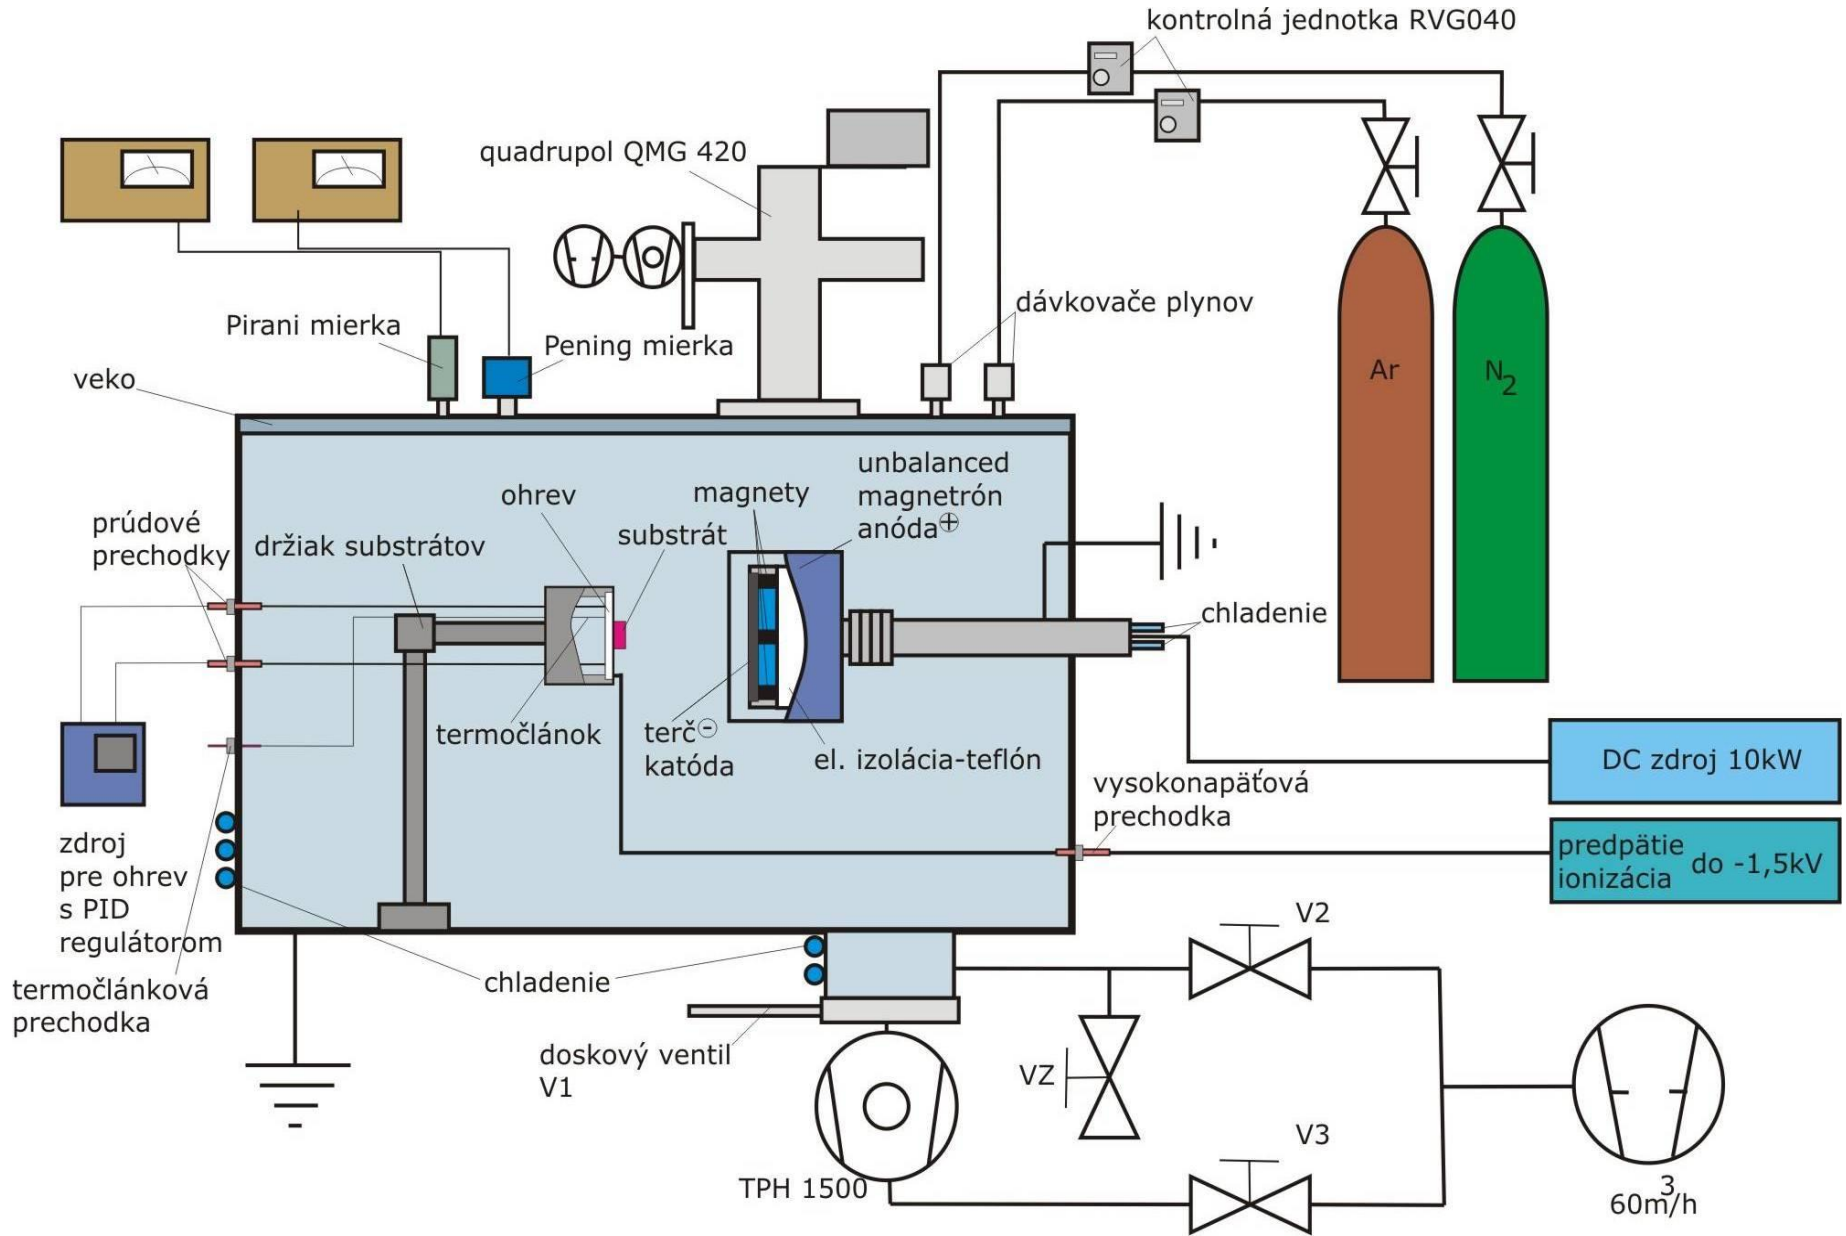 kontrolná jednotka RVG040
quadrupol QMG 420
Pirani mierka
Pening mierka
dávkovače plynov
veko
Ar
N2
unbalanced
magnetrón
anóda⊕
ohrev
magnety
substrát
prúdové
prechodky
držiak substrátov
chladenie
termočlánok
terč⊖
katóda
el. izolácia-teflón
DC zdroj 10kW
vysokonapäťová
prechodka
predpätie
ionizácia
do -1,5kV
zdroj
pre ohrev
s PID
regulátorom
termočlánková
prechodka
chladenie
doskový ventil
V1
V2
VZ
V3
TPH 1500
60m3/h